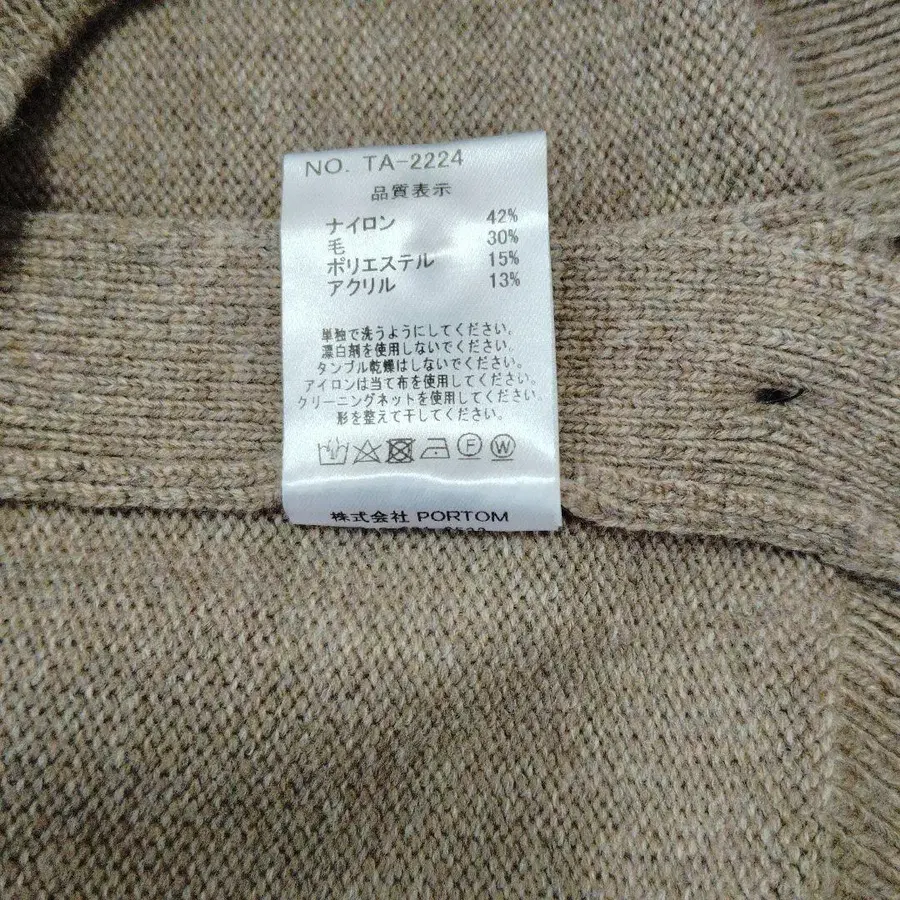 NO. TA-2224
品質表示
ナイロン 42%
毛 30%
ポリエステル 15%
アクリル 13%
単独で洗うようにしてください。
漂白剤を使用しないでください。
タンブル乾燥はしないでください。
アイロンは当て布を使用してください。
クリーニングネットを使用してください。
形を整えて干してください。
F W
株式会社 PORTOM